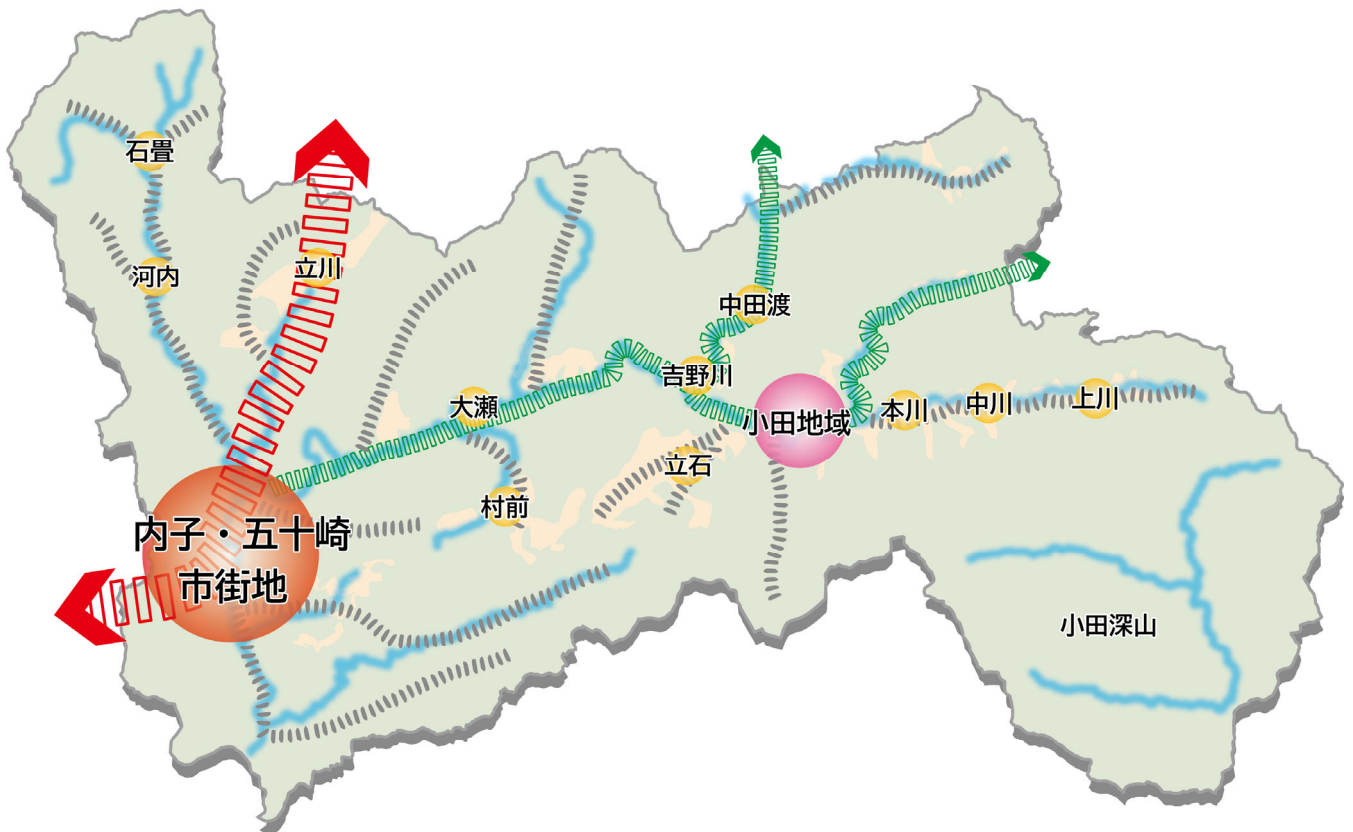 石畳
河内
立川
中田渡
吉野川
大瀬
小田地域
本川
中川
上川
立石
村前
内子・五十崎
市街地
小田深山